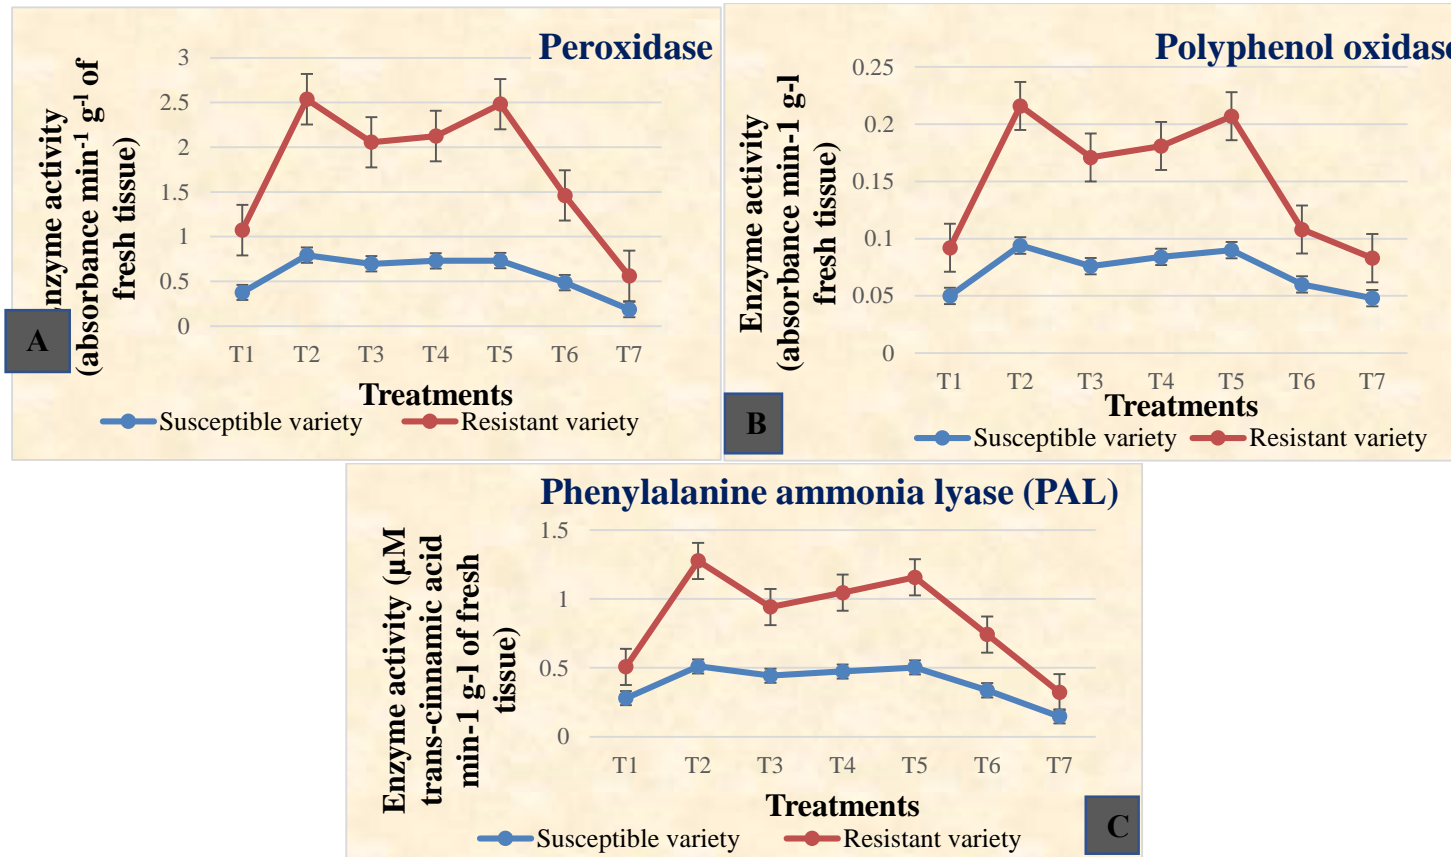 Peroxidase
Enzyme activity
(absorbance min⁻¹ g⁻¹ of
fresh tissue)
3
2.5
2
1.5
1
0.5
0
T1 T2 T3 T4 T5 T6 T7
Treatments
Susceptible variety Resistant variety
A
Polyphenol oxidase
Enzyme activity
(absorbance min-1 g-l
fresh tissue)
0.25
0.2
0.15
0.1
0.05
0
T1 T2 T3 T4 T5 T6 T7
Treatments
Susceptible variety Resistant variety
B
Phenylalanine ammonia lyase (PAL)
Enzyme activity (µM
trans-cinnamic acid
min-1 g-l of fresh
tissue)
1.5
1
0.5
0
T1 T2 T3 T4 T5 T6 T7
Treatments
Susceptible variety Resistant variety
C